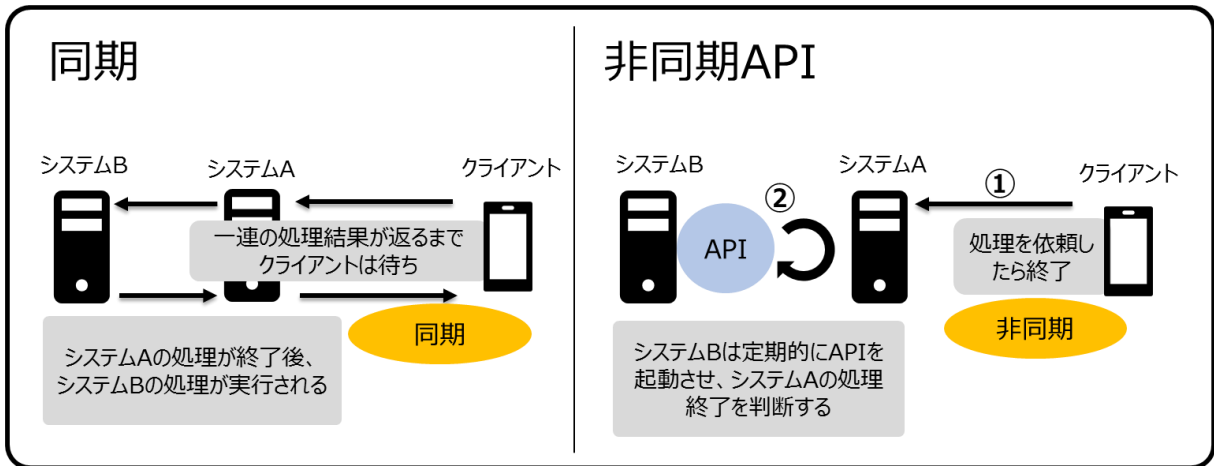 同期
システムB
システムA
クライアント
一連の処理結果が返るまで
クライアントは待ち
同期
システムAの処理が終了後、
システムBの処理が実行される
非同期API
システムB
システムA
クライアント
①
②
API
処理を依頼し
たら終了
非同期
システムBは定期的にAPIを
起動させ、システムAの処理
終了を判断する